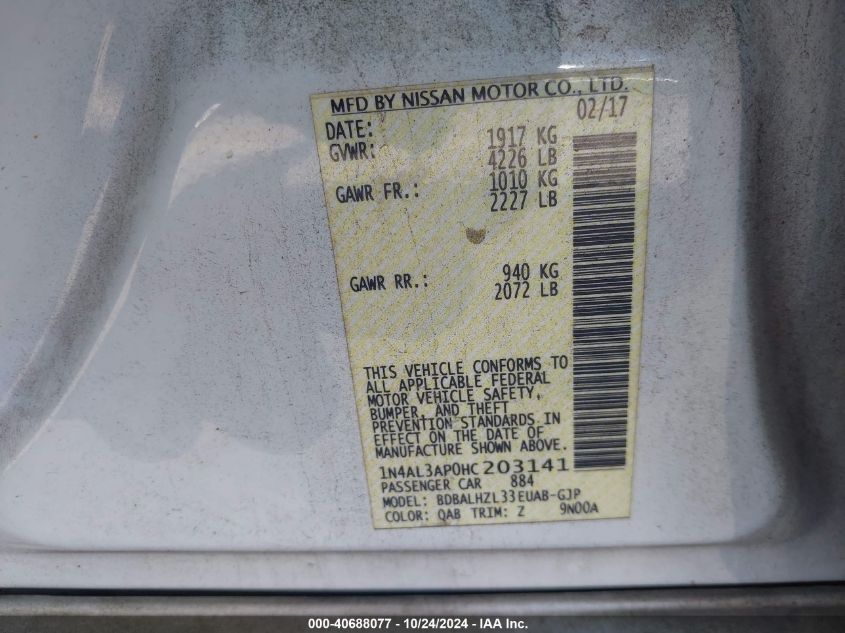 MFD BY NISSAN MOTOR CO., LTD.
DATE: 02/17
GVWR: 1917 KG
4226 LB
GAWR FR.: 1010 KG
2227 LB
GAWR RR.: 940 KG
2072 LB
THIS VEHICLE CONFORMS TO
ALL APPLICABLE FEDERAL
MOTOR VEHICLE SAFETY,
BUMPER, AND THEFT
PREVENTION STANDARDS IN
EFFECT ON THE DATE OF
MANUFACTURE SHOWN ABOVE.
1N4AL3AP0HC203141
PASSENGER CAR 884
MODEL: BDBALHZL33EUAB-GJP
COLOR: QAB TRIM: Z 9N00A
000-40688077 - 10/24/2024 - IAA Inc.